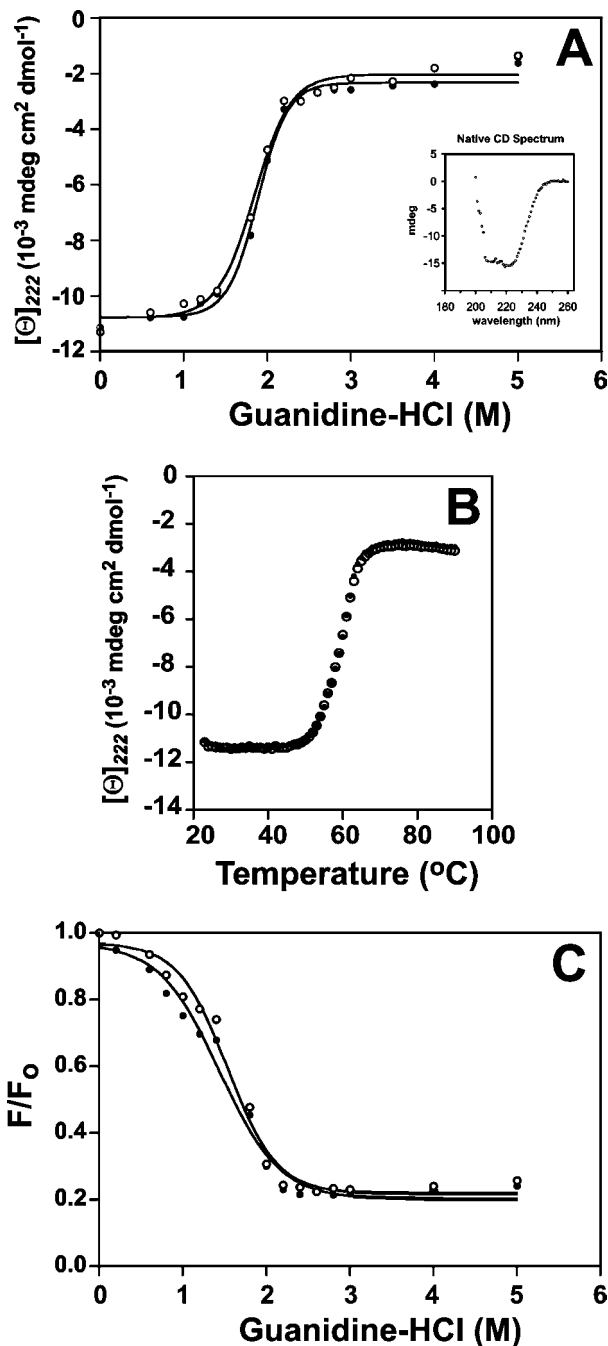 A
[Θ]222 (10-3 mdeg cm2 dmol-1)
0
-2
-4
-6
-8
-10
-12
0 1 2 3 4 5 6
Guanidine-HCl (M)
Native CD Spectrum
mdeg
5
0
-5
-10
-15
180 200 220 240 260
wavelength (nm)
B
[Θ]222 (10-3 mdeg cm2 dmol-1)
0
-2
-4
-6
-8
-10
-12
-14
20 40 60 80 100
Temperature (oC)
C
F/Fo
1.0
0.8
0.6
0.4
0.2
0.0
0 1 2 3 4 5 6
Guanidine-HCl (M)